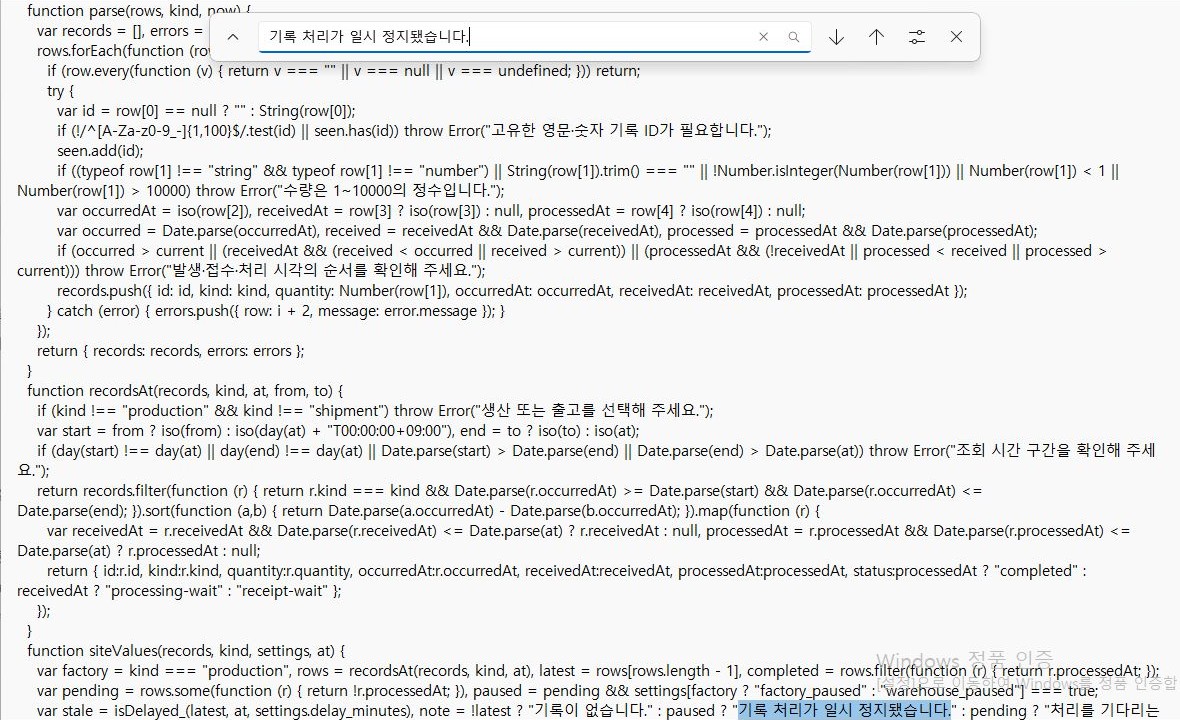 function parse(rows, kind, now) {
var records = [], errors =
rows.forEach(function (ro
기록 처리가 일시 정지됐습니다.
if (row.every(function (v) { return v === "" || v === null || v === undefined; })) return;
try {
var id = row[0] == null ? "" : String(row[0]);
if (!/^[A-Za-z0-9_-]{1,100}$/.test(id) || seen.has(id)) throw Error("고유한 영문·숫자 기록 ID가 필요합니다.");
seen.add(id);
if ((typeof row[1] !== "string" && typeof row[1] !== "number") || String(row[1]).trim() === "" || !Number.isInteger(Number(row[1])) || Number(row[1]) < 1 ||
Number(row[1]) > 10000) throw Error("수량은 1~10000의 정수입니다.");
var occurredAt = iso(row[2]), receivedAt = row[3] ? iso(row[3]) : null, processedAt = row[4] ? iso(row[4]) : null;
var occurred = Date.parse(occurredAt), received = receivedAt && Date.parse(receivedAt), processed = processedAt && Date.parse(processedAt);
if (occurred > current || (receivedAt && (received < occurred || received > current)) || (processedAt && (!receivedAt || processed < received || processed >
current))) throw Error("발생·접수·처리 시각의 순서를 확인해 주세요.");
records.push({ id: id, kind: kind, quantity: Number(row[1]), occurredAt: occurredAt, receivedAt: receivedAt, processedAt: processedAt });
} catch (error) { errors.push({ row: i + 2, message: error.message }); }
});
return { records: records, errors: errors };
}
function recordsAt(records, kind, at, from, to) {
if (kind !== "production" && kind !== "shipment") throw Error("생산 또는 출고를 선택해 주세요.");
var start = from ? iso(from) : iso(day(at) + "T00:00:00+09:00"), end = to ? iso(to) : iso(at);
if (day(start) !== day(at) || day(end) !== day(at) || Date.parse(start) > Date.parse(end) || Date.parse(end) > Date.parse(at)) throw Error("조회 시간 구간을 확인해 주세
요.");
return records.filter(function (r) { return r.kind === kind && Date.parse(r.occurredAt) >= Date.parse(start) && Date.parse(r.occurredAt) <=
Date.parse(end); }).sort(function (a,b) { return Date.parse(a.occurredAt) - Date.parse(b.occurredAt); }).map(function (r) {
var receivedAt = r.receivedAt && Date.parse(r.receivedAt) <= Date.parse(at) ? r.receivedAt : null, processedAt = r.processedAt && Date.parse(r.processedAt) <=
Date.parse(at) ? r.processedAt : null;
return { id:r.id, kind:r.kind, quantity:r.quantity, occurredAt:r.occurredAt, receivedAt:receivedAt, processedAt:processedAt, status:processedAt ? "completed" :
receivedAt ? "processing-wait" : "receipt-wait" };
});
}
function siteValues(records, kind, settings, at) {
var factory = kind === "production", rows = recordsAt(records, kind, at), latest = rows[rows.length - 1], completed = rows.filter(function (r) { return r.processedAt; });
var pending = rows.some(function (r) { return !r.processedAt; }), paused = pending && settings[factory ? "factory_paused" : "warehouse_paused"] === true;
var stale = isDelayed_(latest, at, settings.delay_minutes), note = !latest ? "기록이 없습니다." : paused ? "기록 처리가 일시 정지됐습니다." : pending ? "처리를 기다리는
Windows 정품 인증
[설정]으로 이동하여 Windows를 정품 인증합